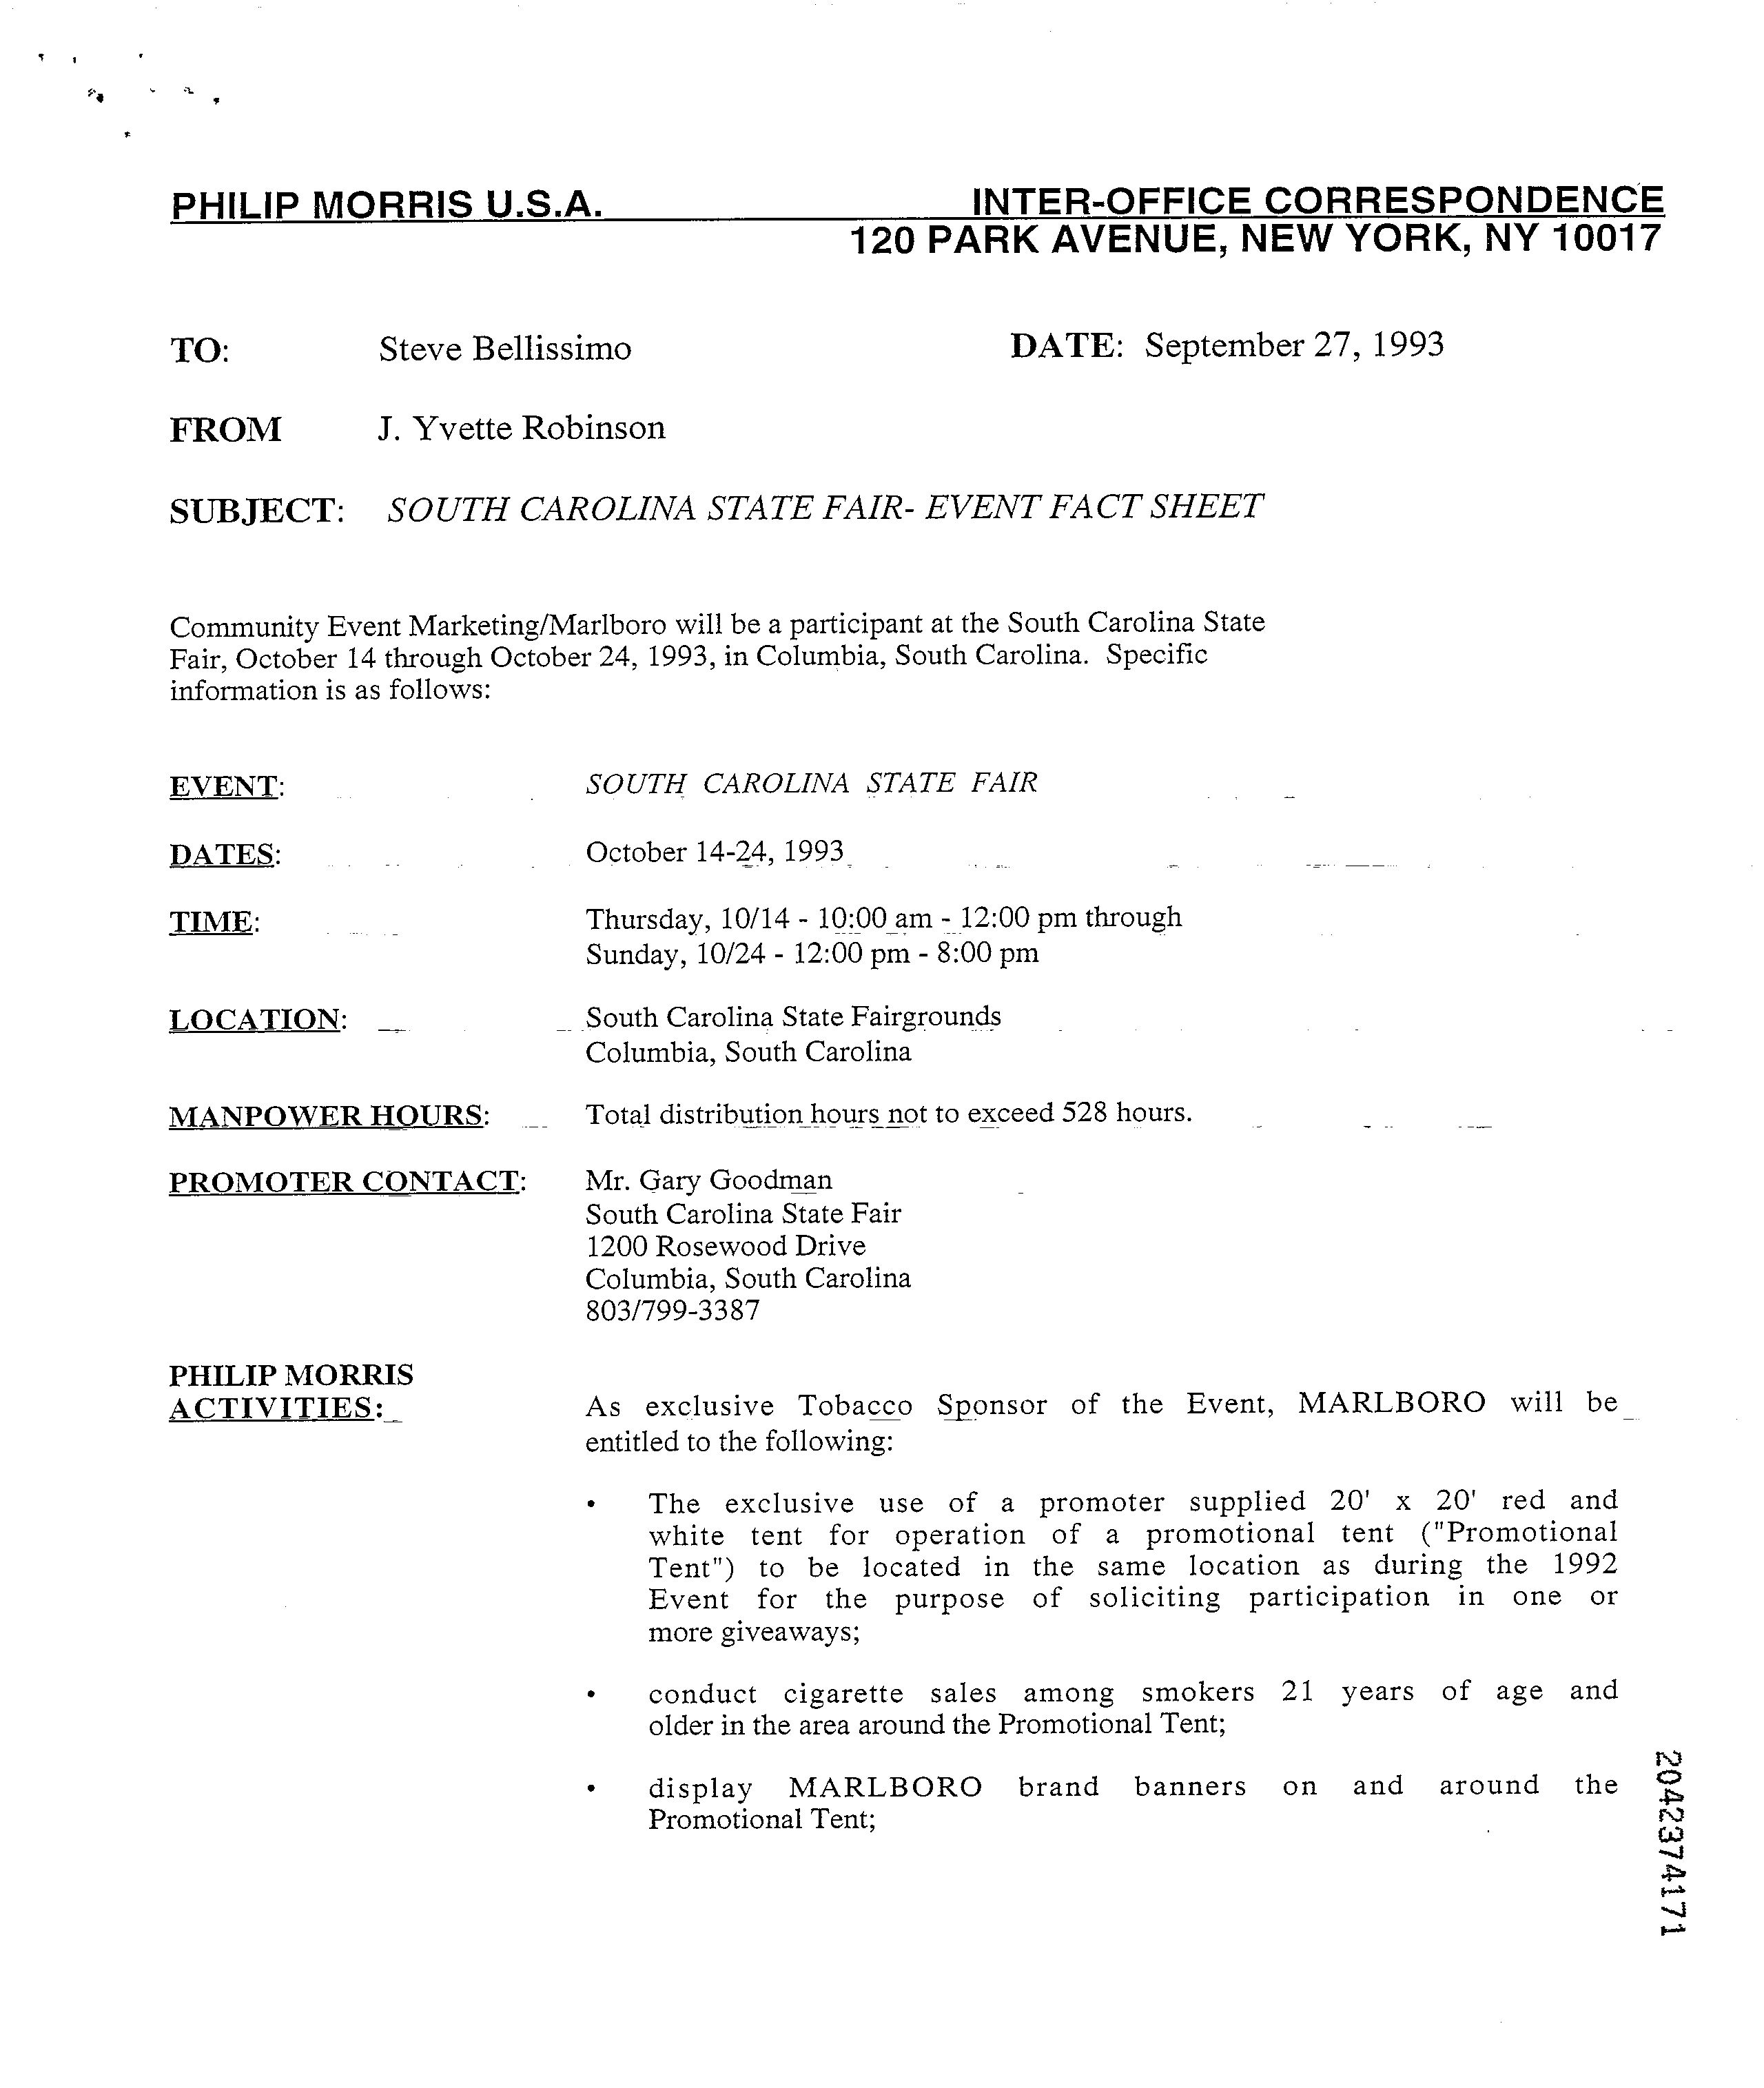 PHILIP MORRIS U.S.A. INTER-OFFICE CORRESPONDENCE
120 PARK AVENUE, NEW YORK, NY 10017
TO: Steve Bellissimo DATE: September 27, 1993
FROM J. Yvette Robinson
SUBJECT: SOUTH CAROLINA STATE FAIR- EVENT FACT SHEET
Community Event Marketing/Marlboro will be a participant at the South Carolina State
Fair, October 14 through October 24, 1993, in Columbia, South Carolina. Specific
information is as follows:
EVENT: SOUTH CAROLINA STATE FAIR
DATES: October 14-24, 1993
TIME: Thursday, 10/14 - 10:00 am - 12:00 pm through
Sunday, 10/24 - 12:00 pm - 8:00 pm
LOCATION: South Carolina State Fairgrounds
Columbia, South Carolina
MANPOWER HOURS: Total distribution hours not to exceed 528 hours.
PROMOTER CONTACT: Mr. Gary Goodman
South Carolina State Fair
1200 Rosewood Drive
Columbia, South Carolina
803/799-3387
PHILIP MORRIS
ACTIVITIES: As exclusive Tobacco Sponsor of the Event, MARLBORO will be
entitled to the following:
• The exclusive use of a promoter supplied 20' x 20' red and
white tent for operation of a promotional tent ("Promotional
Tent") to be located in the same location as during the 1992
Event for the purpose of soliciting participation in one or
more giveaways;
• conduct cigarette sales among smokers 21 years of age and
older in the area around the Promotional Tent;
• display MARLBORO brand banners on and around the
Promotional Tent;
2042374171